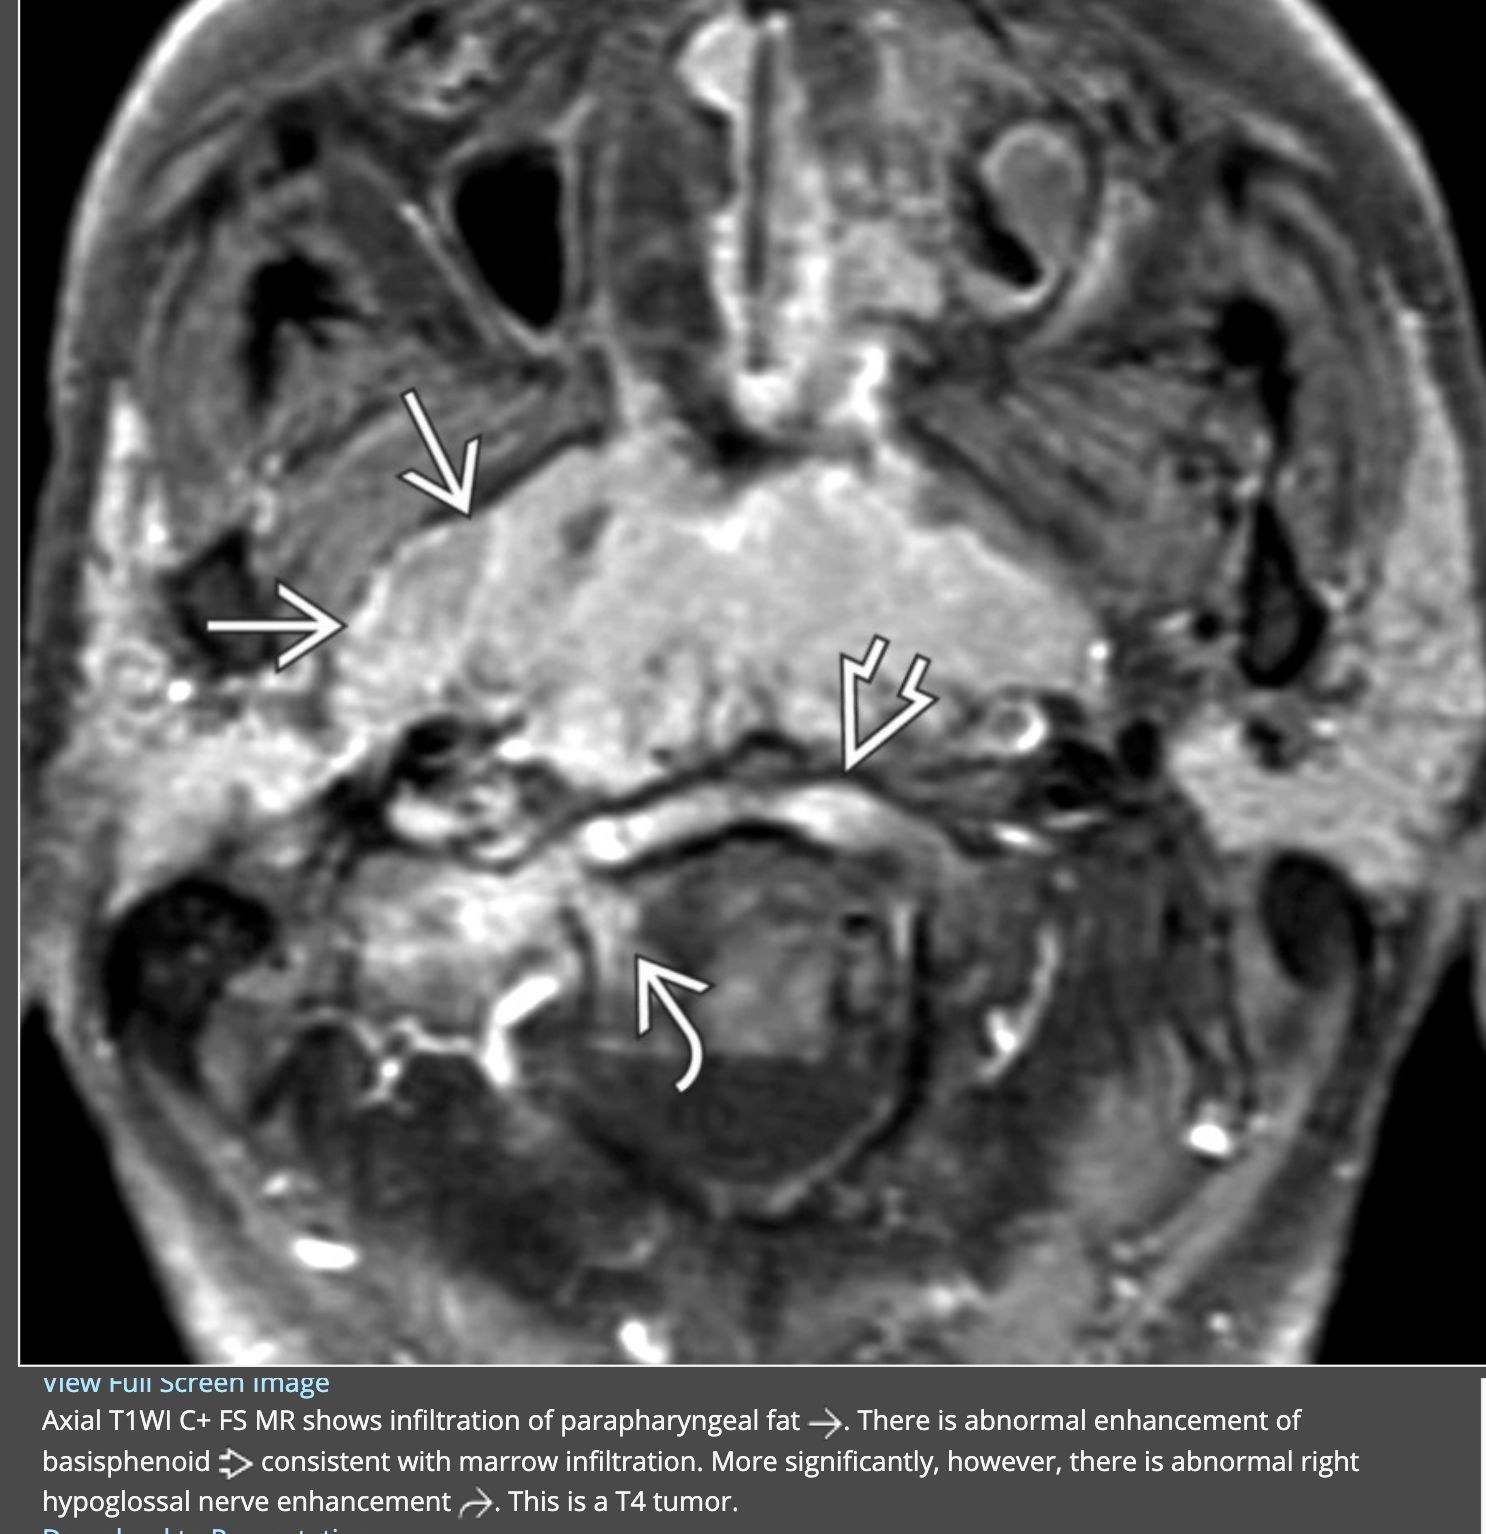 View Full Screen Image
Axial T1WI C+ FS MR shows infiltration of parapharyngeal fat →. There is abnormal enhancement of
basisphenoid ⇨ consistent with marrow infiltration. More significantly, however, there is abnormal right
hypoglossal nerve enhancement ↷. This is a T4 tumor.